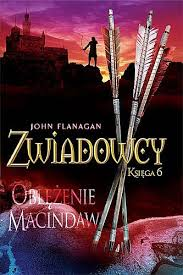 JOHN FLANAGAN
ZWIADOWCY
KSIĘGA 6
OBLĘŻENIE
MACINDAW